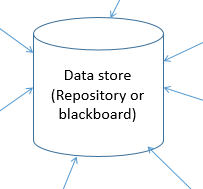 Data store
(Repository or
blackboard)